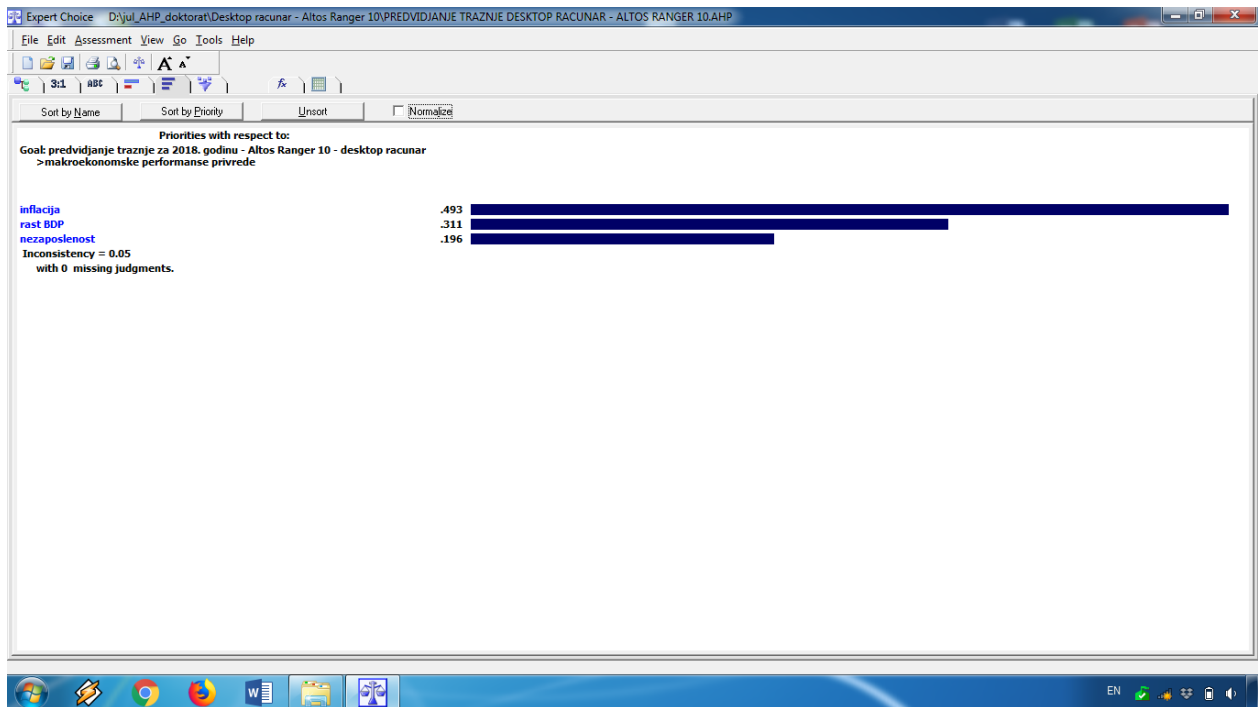 Expert Choice D:\jul_AHP_doktorat\Desktop racunar - Altos Ranger 10\PREDVIDJANJE TRAZNJE DESKTOP RACUNAR - ALTOS RANGER 10.AHP
File Edit Assessment View Go Tools Help
A A
3:1 ABC fx
Sort by Name Sort by Priority Unsort Normalize
Priorities with respect to:
Goal: predvidjanje traznje za 2018. godinu - Altos Ranger 10 - desktop racunar
>makroekonomske performanse privrede
inflacija .493
rast BDP .311
nezaposlenost .196
Inconsistency = 0.05
with 0 missing judgments.
W EN